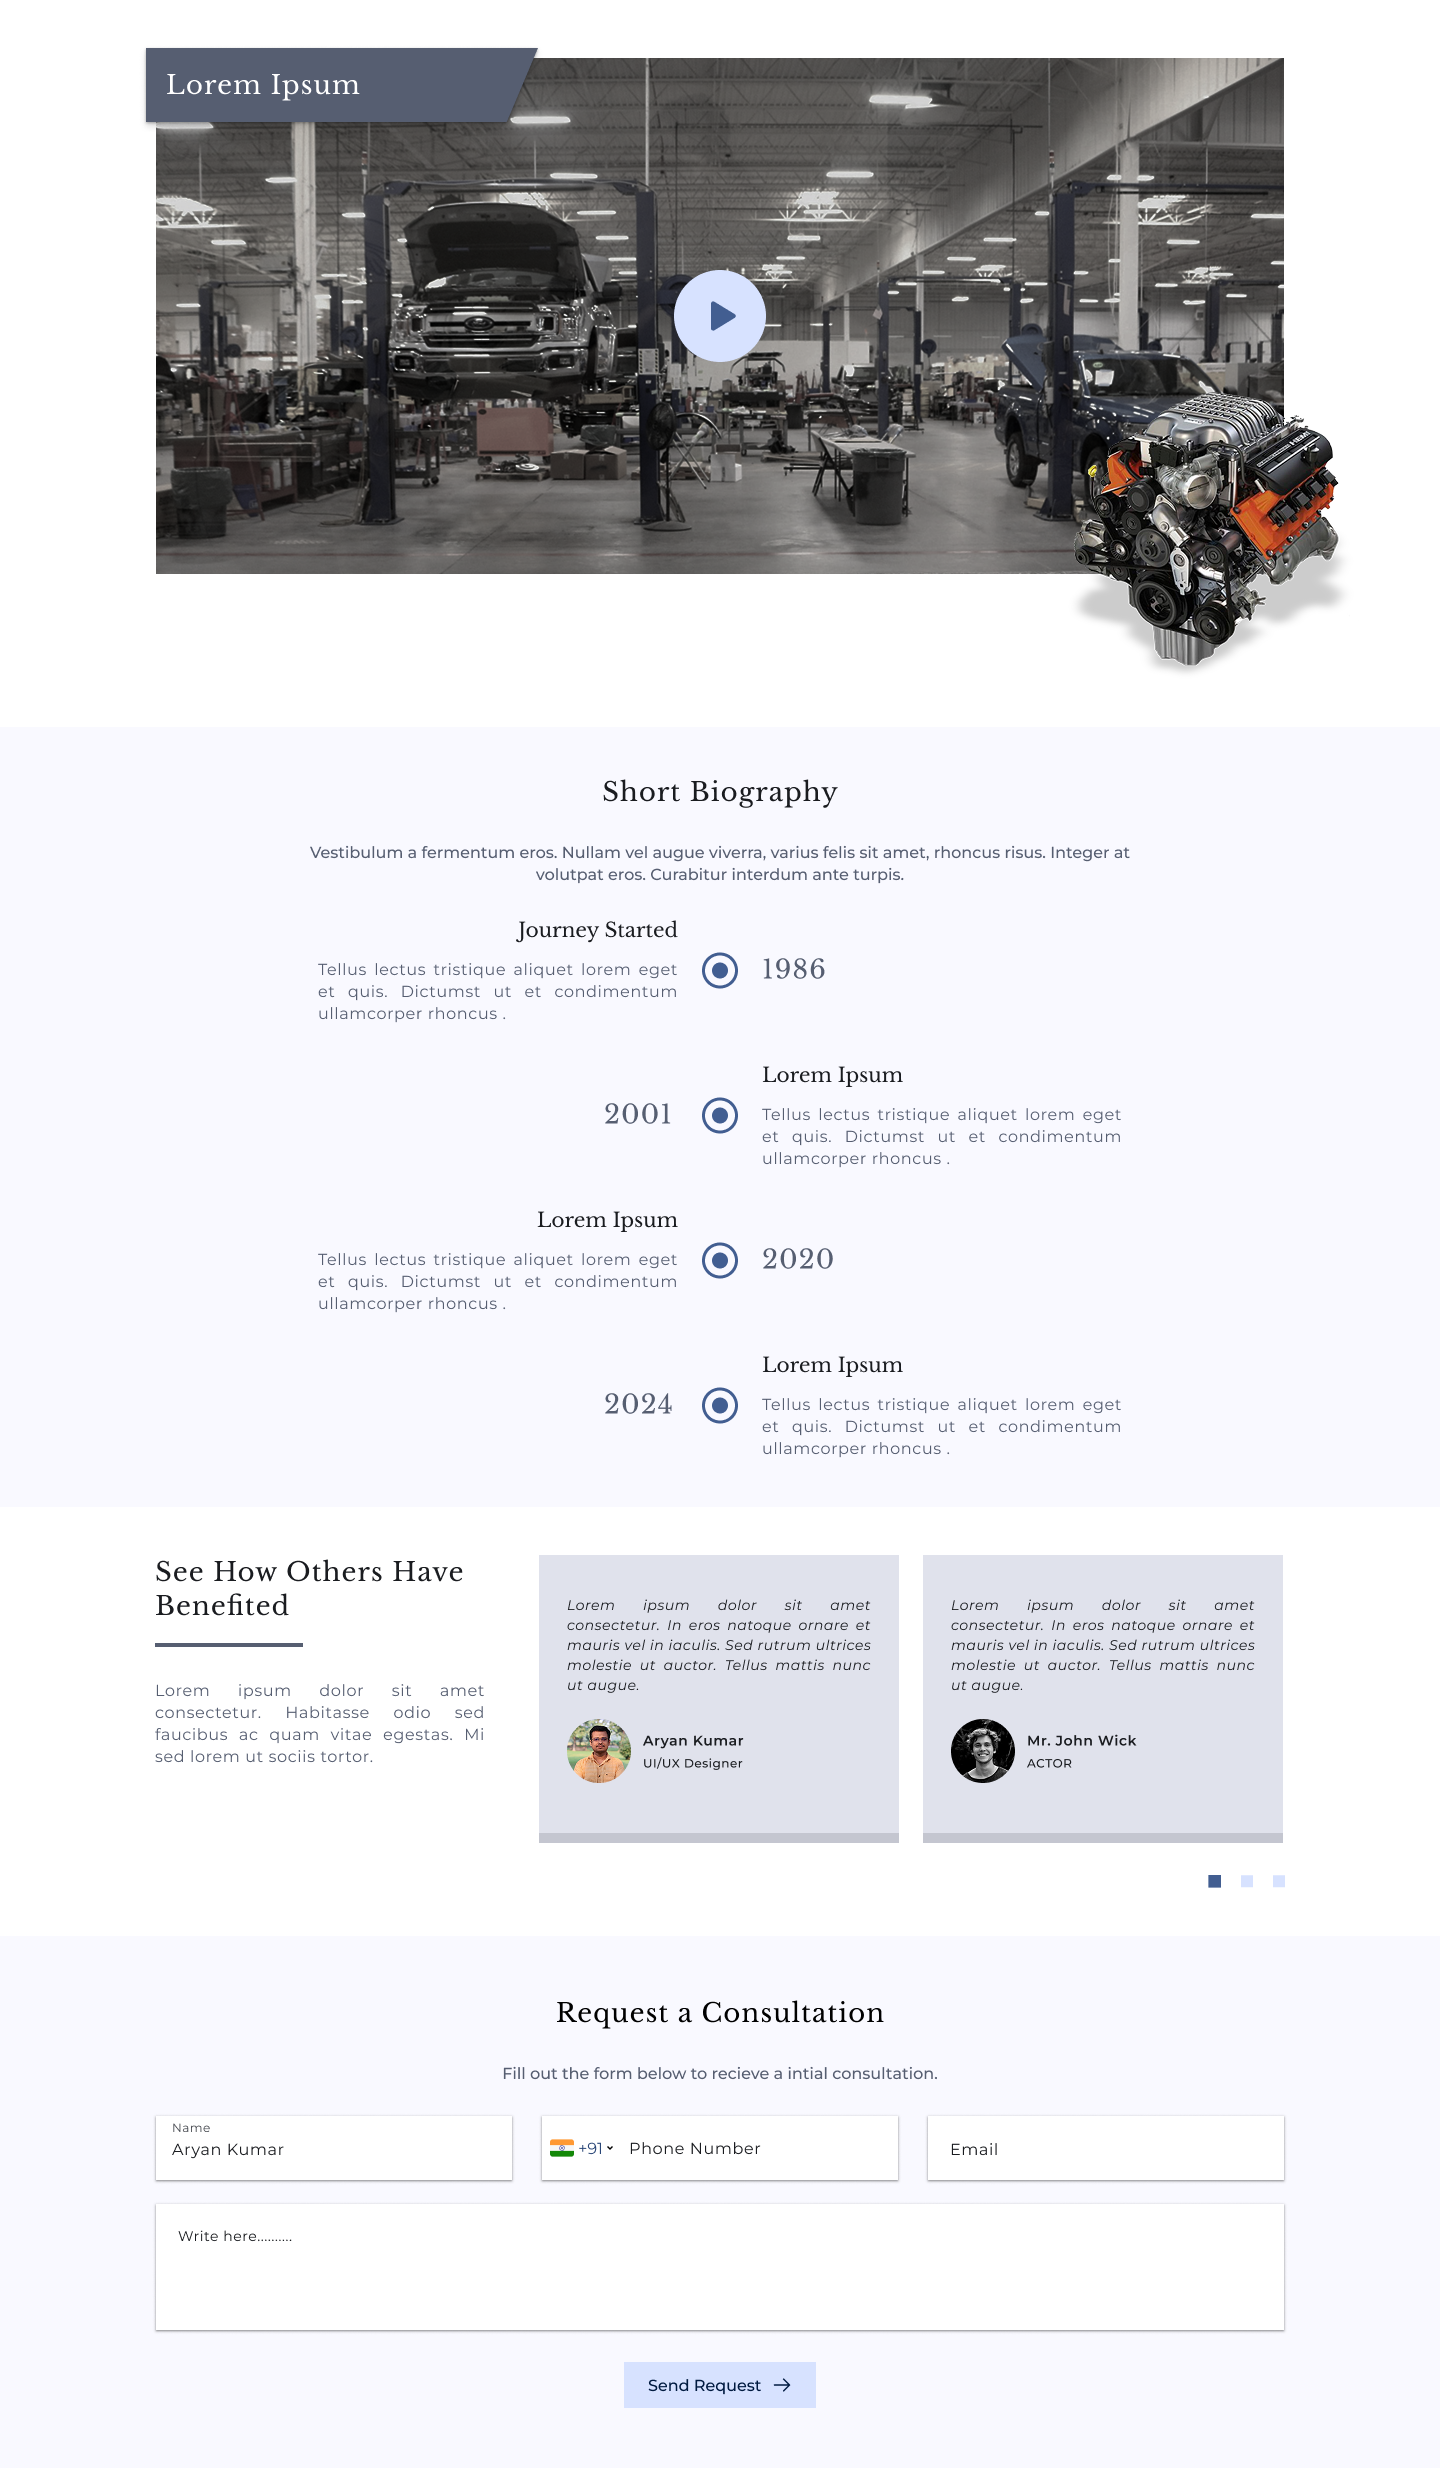 Lorem Ipsum
Short Biography
Vestibulum a fermentum eros. Nullam vel augue viverra, varius felis sit amet, rhoncus risus. Integer at
volutpat eros. Curabitur interdum ante turpis.
Journey Started
Tellus lectus tristique aliquet lorem eget
et quis. Dictumst ut et condimentum
ullamcorper rhoncus .
1986
2001
Lorem Ipsum
Tellus lectus tristique aliquet lorem eget
et quis. Dictumst ut et condimentum
ullamcorper rhoncus .
Lorem Ipsum
Tellus lectus tristique aliquet lorem eget
et quis. Dictumst ut et condimentum
ullamcorper rhoncus .
2020
2024
Lorem Ipsum
Tellus lectus tristique aliquet lorem eget
et quis. Dictumst ut et condimentum
ullamcorper rhoncus .
See How Others Have
Benefited
Lorem ipsum dolor sit amet
consectetur. Habitasse odio sed
faucibus ac quam vitae egestas. Mi
sed lorem ut sociis tortor.
Lorem ipsum dolor sit amet
consectetur. In eros natoque ornare et
mauris vel in iaculis. Sed rutrum ultrices
molestie ut auctor. Tellus mattis nunc
ut augue.
Aryan Kumar
UI/UX Designer
Lorem ipsum dolor sit amet
consectetur. In eros natoque ornare et
mauris vel in iaculis. Sed rutrum ultrices
molestie ut auctor. Tellus mattis nunc
ut augue.
Mr. John Wick
ACTOR
Request a Consultation
Fill out the form below to recieve a intial consultation.
Name
Aryan Kumar
+91 Phone Number
Email
Write here..........
Send Request